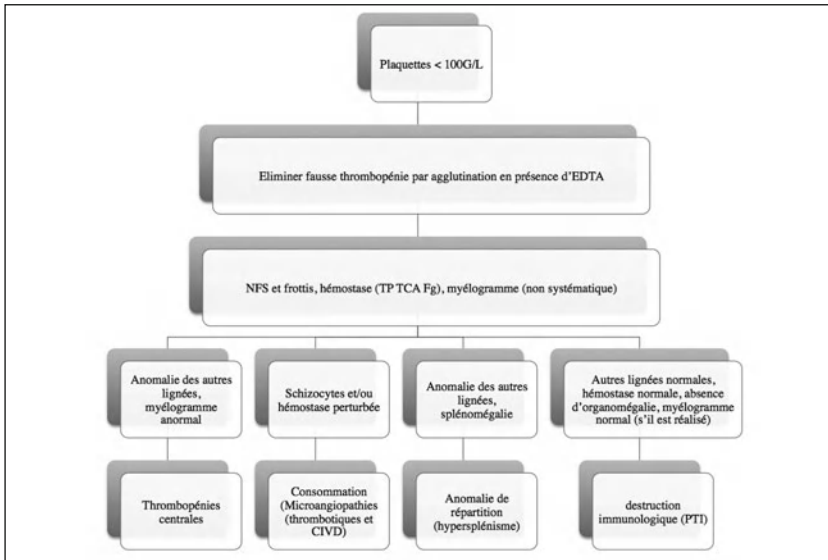 Plaquettes < 100G/L
Eliminer fausse thrombopénie par agglutination en présence d’EDTA
NFS et frottis, hémostase (TP TCA Fg), myélogramme (non systématique)
Anomalie des autres
lignées,
myélogramme
anormal
Schizocytes et/ou
hémostase perturbée
Anomalie des autres
lignées,
splénomégalie
Autres lignées normales,
hémostase normale, absence
d’organomégalie, myélogramme
normal (s’il est réalisé)
Thrombopénies
centrales
Consommation
(Microangiopathies
(thrombotiques et
CIVD)
Anomalie de
répartition
(hypersplénisme)
destruction
immunologique (PTI)